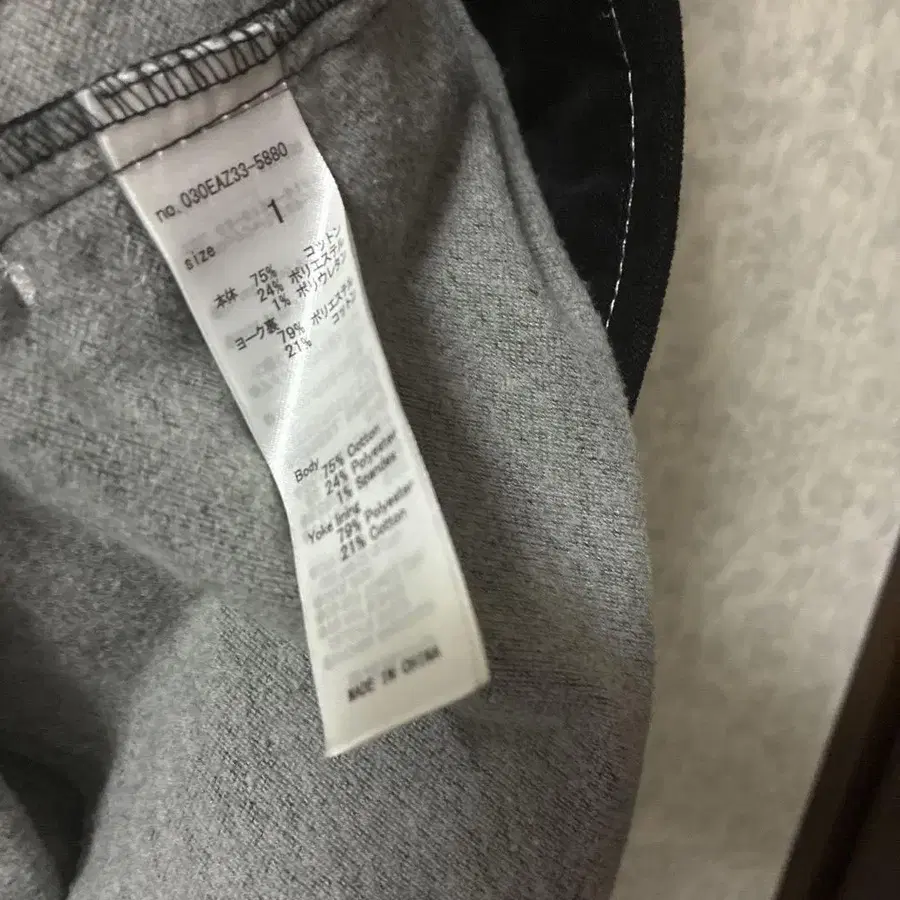 no. 030EAZ33-5880
size 1
本体 75% コットン
24% ポリエステル
1% ポリウレタン
ヨーク裏 79% ポリエステル
21% コットン
Body 75% Cotton
24% Polyester
1% Spandex
Yoke lining
79% Polyester
21% Cotton
MADE IN CHINA